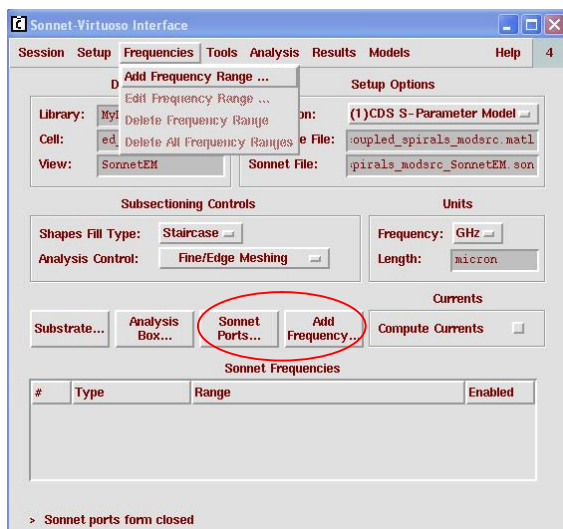 Sonnet-Virtuoso Interface
Session Setup Frequencies Tools Analysis Results Models Help 4
Add Frequency Range ...
Edit Frequency Range ...
Delete Frequency Range
Delete All Frequency Ranges
Setup Options
Library:
(1)CDS S-Parameter Model
Cell: ed_
File: oupled_spirals_modsrc.matl
View: SonnetEM
Sonnet File: pirals_modsrc_SonnetEM.son
Subsectioning Controls
Shapes Fill Type: Staircase
Analysis Control: Fine/Edge Meshing
Units
Frequency: GHz
Length: micron
Substrate...
Analysis Box...
Sonnet Ports...
Add Frequency...
Currents
Compute Currents
Sonnet Frequencies
# Type Range Enabled
> Sonnet ports form closed